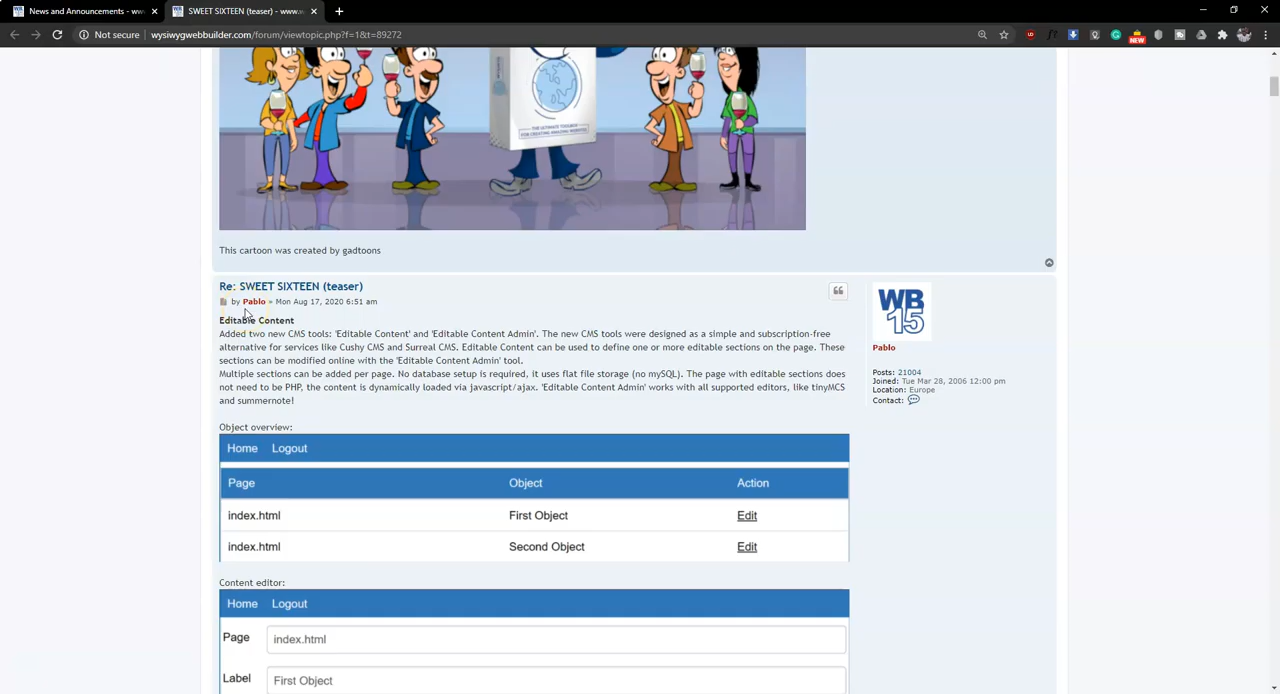 News and Announcements - ww
SWEET SIXTEEN (teaser) - www.w
Not secure
wysiwygwebbuilder.com/forum/viewtopic.php?f=1&t=89272
NEW
THE ULTIMATE TOOLBOX
FOR CREATING AMAZING WEBSITES
This cartoon was created by gadtoons
Re: SWEET SIXTEEN (teaser)
by Pablo » Mon Aug 17, 2020 6:51 am
Editable Content
Added two new CMS tools: 'Editable Content' and 'Editable Content Admin'. The new CMS tools were designed as a simple and subscription-free
alternative for services like Cushy CMS and Surreal CMS. Editable Content can be used to define one or more editable sections on the page. These
sections can be modified online with the 'Editable Content Admin' tool.
Multiple sections can be added per page. No database setup is required, it uses flat file storage (no mySQL). The page with editable sections does
not need to be PHP, the content is dynamically loaded via javascript/ajax. 'Editable Content Admin' works with all supported editors, like tinyMCS
and summernote!
Object overview:
Home Logout
Page Object Action
index.html First Object Edit
index.html Second Object Edit
Content editor:
Home Logout
Page index.html
Label First Object
WB
15
Pablo
Posts: 21004
Joined: Tue Mar 28, 2006 12:00 pm
Location: Europe
Contact: